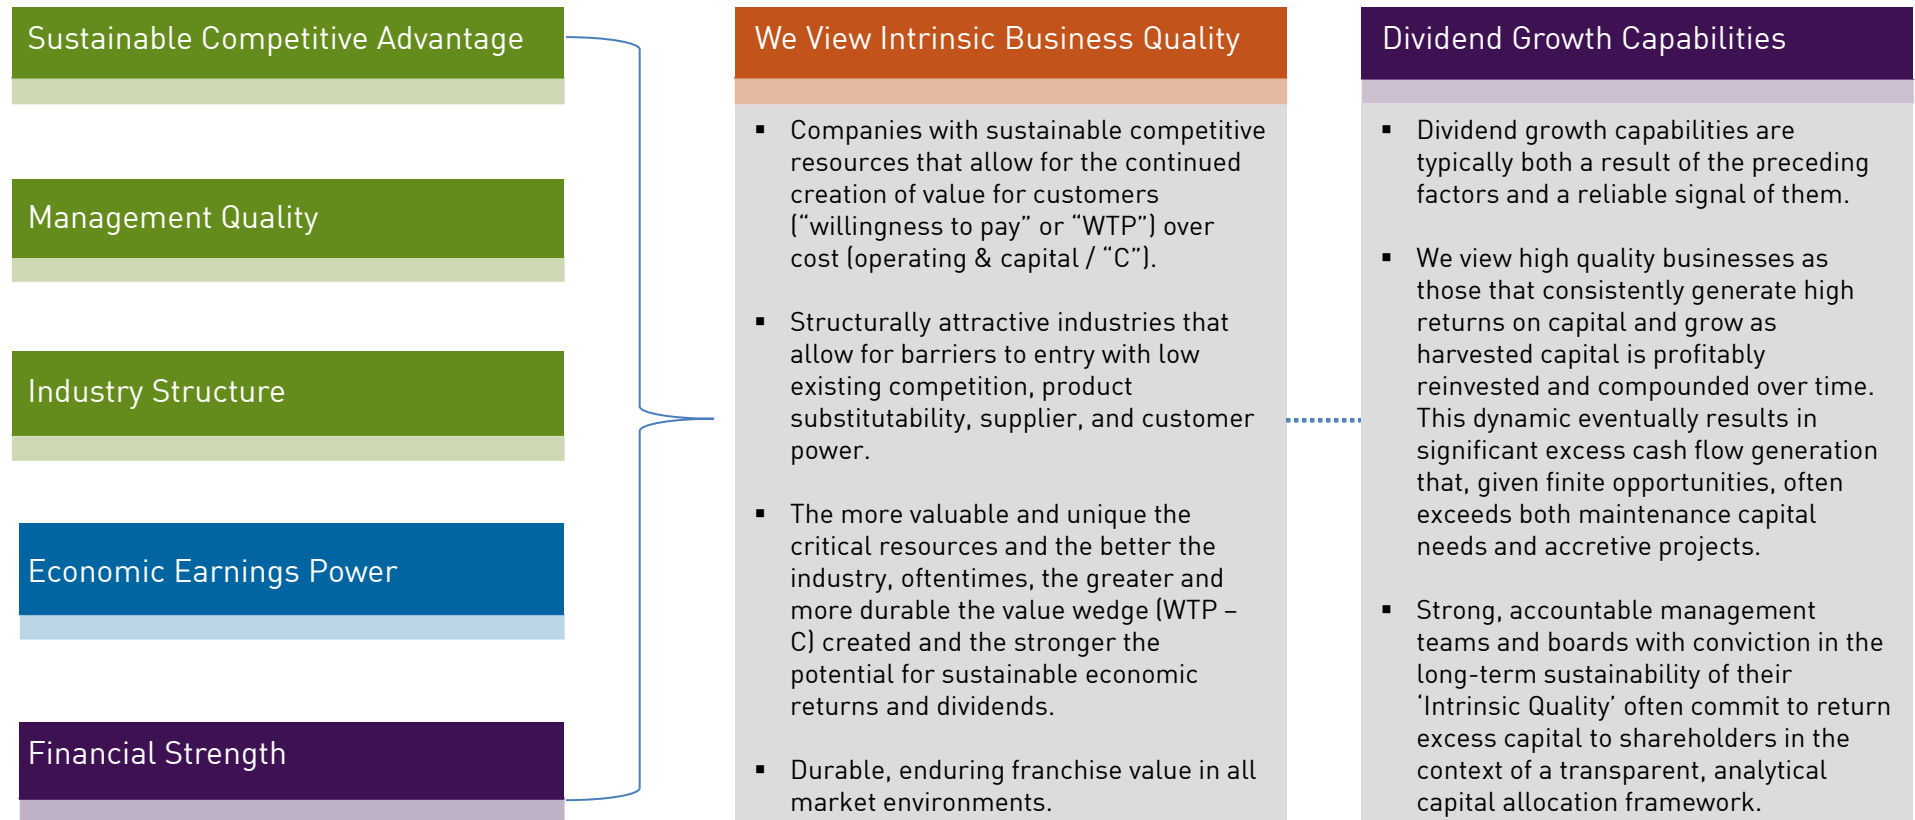 Sustainable Competitive Advantage
Management Quality
Industry Structure
Economic Earnings Power
Financial Strength
We View Intrinsic Business Quality
▪ Companies with sustainable competitive
resources that allow for the continued
creation of value for customers
(“willingness to pay” or “WTP”) over
cost (operating & capital / “C”).
▪ Structurally attractive industries that
allow for barriers to entry with low
existing competition, product
substitutability, supplier, and customer
power.
▪ The more valuable and unique the
critical resources and the better the
industry, oftentimes, the greater and
more durable the value wedge (WTP –
C) created and the stronger the
potential for sustainable economic
returns and dividends.
▪ Durable, enduring franchise value in all
market environments.
Dividend Growth Capabilities
▪ Dividend growth capabilities are
typically both a result of the preceding
factors and a reliable signal of them.
▪ We view high quality businesses as
those that consistently generate high
returns on capital and grow as
harvested capital is profitably
reinvested and compounded over time.
This dynamic eventually results in
significant excess cash flow generation
that, given finite opportunities, often
exceeds both maintenance capital
needs and accretive projects.
▪ Strong, accountable management
teams and boards with conviction in the
long-term sustainability of their
‘Intrinsic Quality’ often commit to return
excess capital to shareholders in the
context of a transparent, analytical
capital allocation framework.